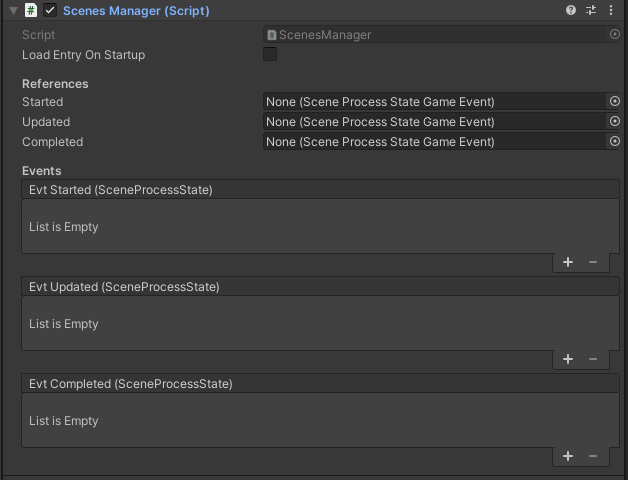 Scenes Manager (Script)
Script ScenesManager
Load Entry On Startup
References
Started None (Scene Process State Game Event)
Updated None (Scene Process State Game Event)
Completed None (Scene Process State Game Event)
Events
Evt Started (SceneProcessState)
List is Empty
+ −
Evt Updated (SceneProcessState)
List is Empty
+ −
Evt Completed (SceneProcessState)
List is Empty
+ −